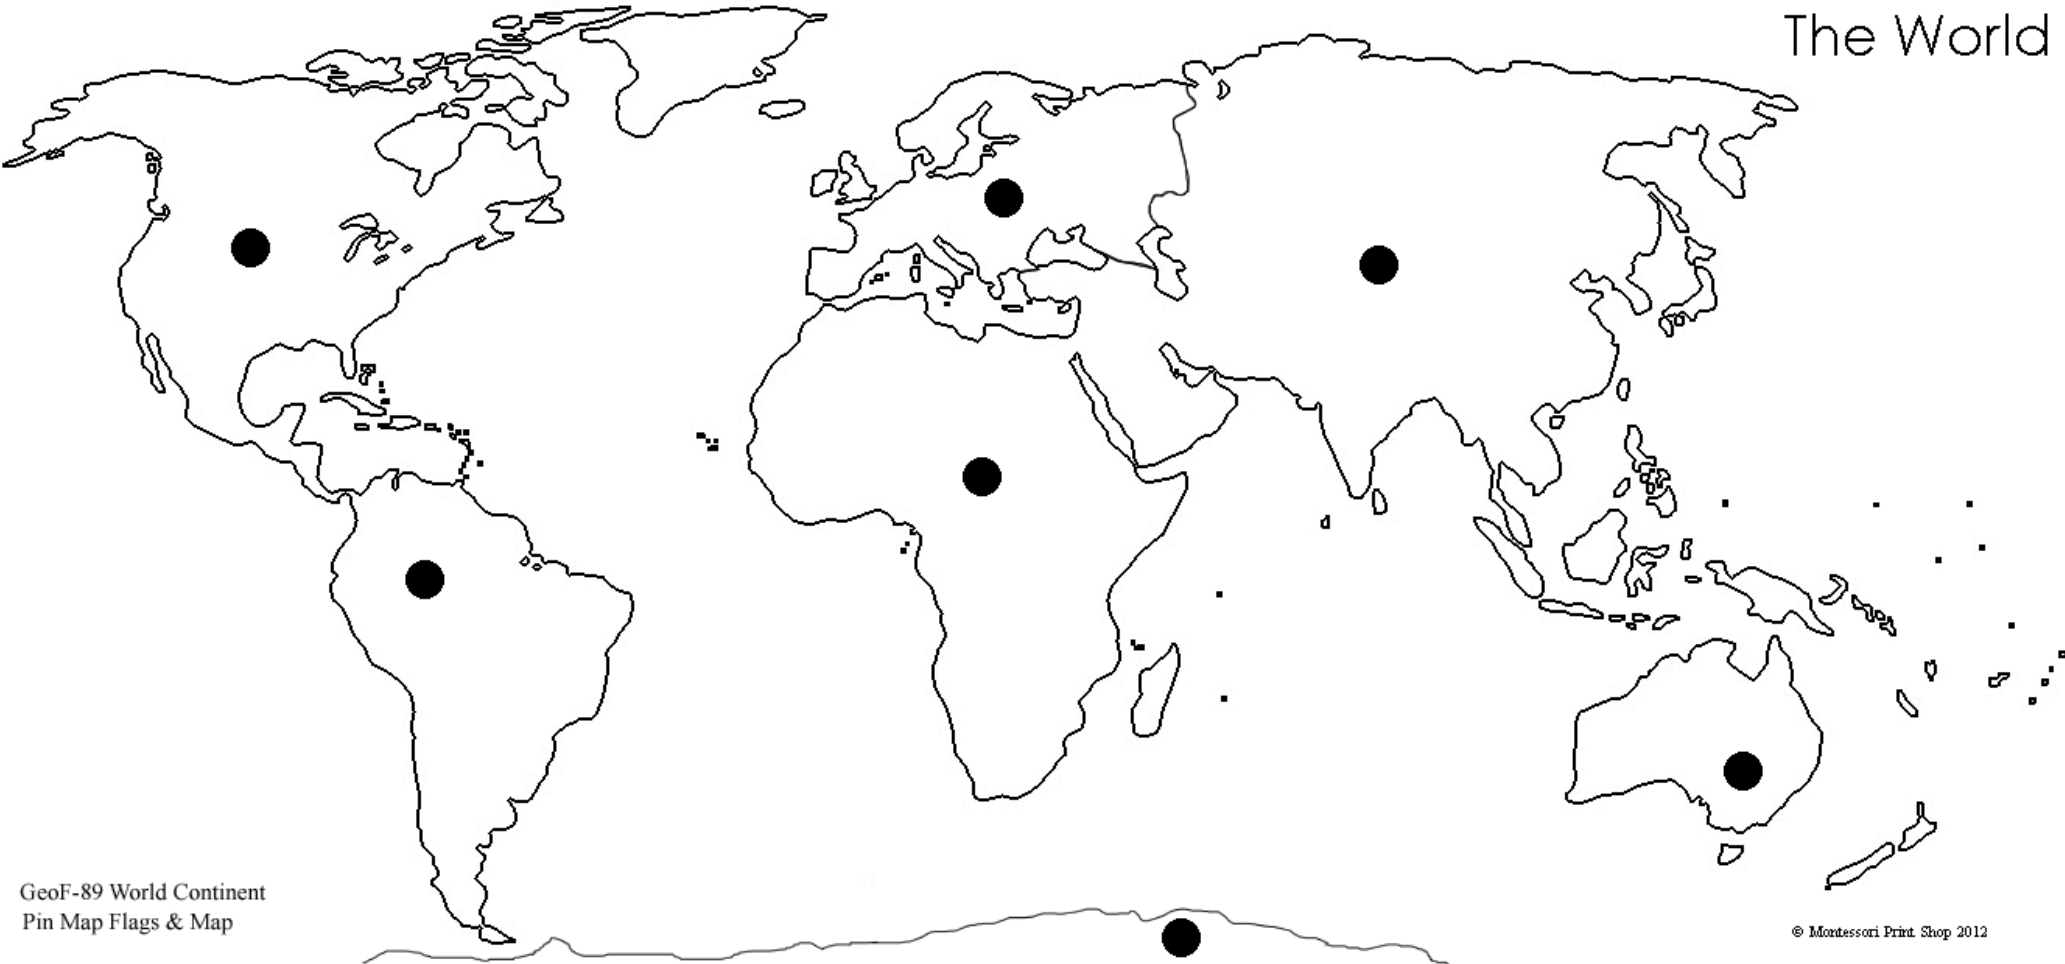 The World
GeoF-89 World Continent
Pin Map Flags & Map
© Montessori Print Shop 2012